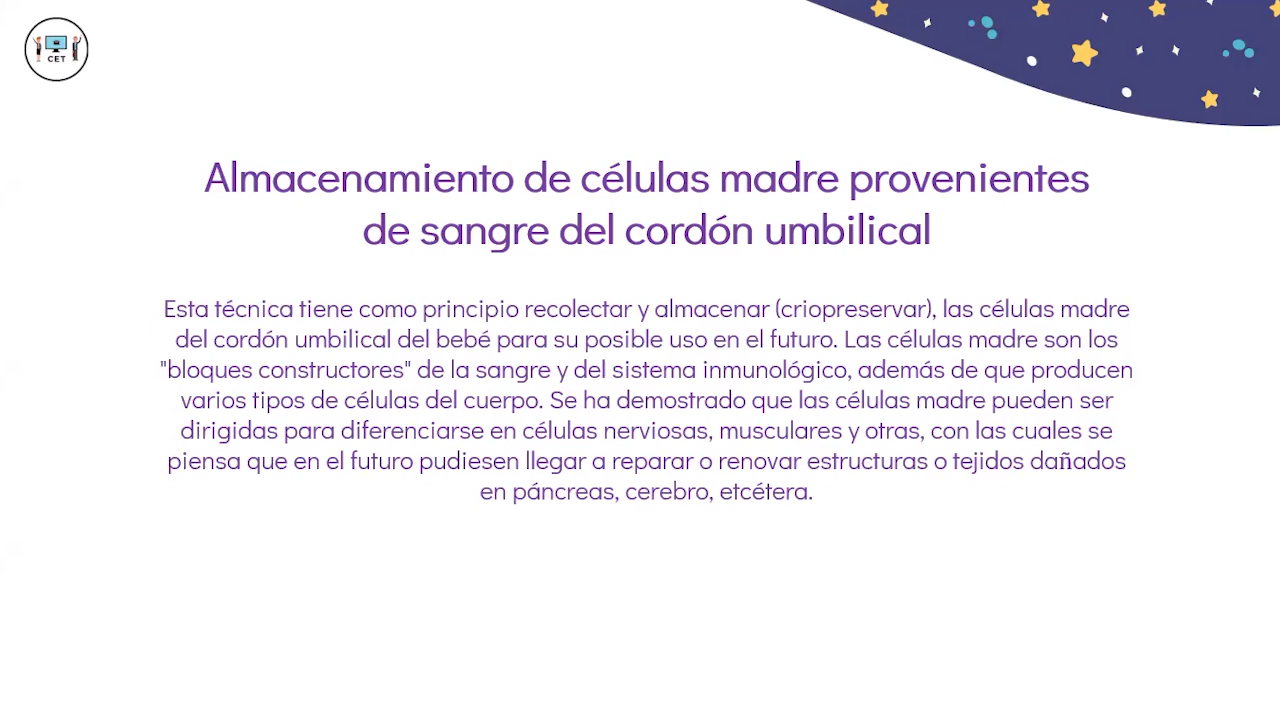 CET
Almacenamiento de células madre provenientes
de sangre del cordón umbilical
Esta técnica tiene como principio recolectar y almacenar (criopreservar), las células madre
del cordón umbilical del bebé para su posible uso en el futuro. Las células madre son los
"bloques constructores" de la sangre y del sistema inmunológico, además de que producen
varios tipos de células del cuerpo. Se ha demostrado que las células madre pueden ser
dirigidas para diferenciarse en células nerviosas, musculares y otras, con las cuales se
piensa que en el futuro pudiesen llegar a reparar o renovar estructuras o tejidos dañados
en páncreas, cerebro, etcétera.